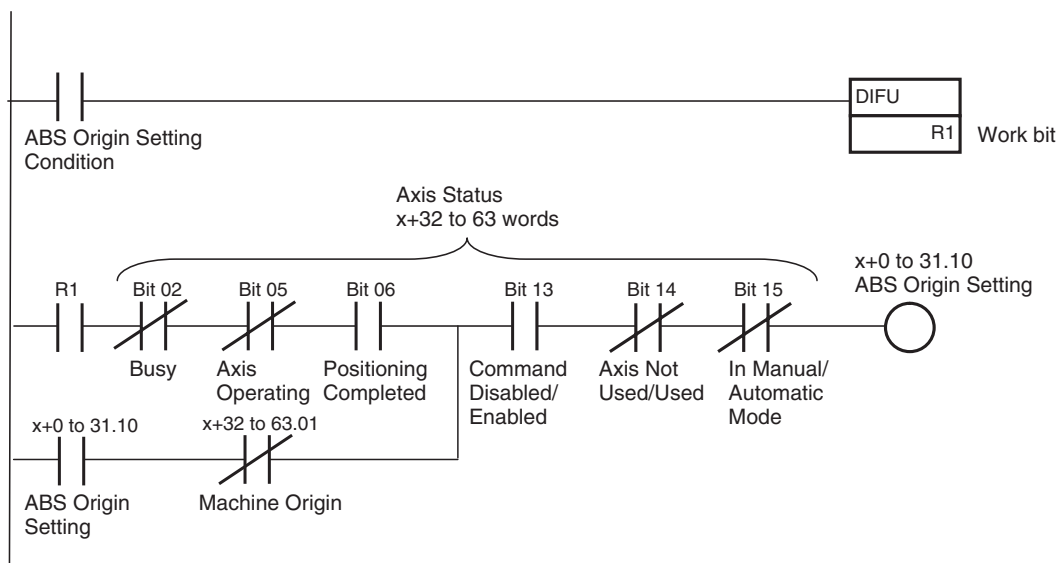 DIFU
R1 Work bit
ABS Origin Setting
Condition
Axis Status
x+32 to 63 words
x+0 to 31.10
ABS Origin Setting
R1 Bit 02 Bit 05 Bit 06 Bit 13 Bit 14 Bit 15
Busy Axis Positioning Command Axis Not In Manual/
Operating Completed Disabled/ Used/Used Automatic
Enabled Mode
x+0 to 31.10 x+32 to 63.01
ABS Origin Machine Origin
Setting